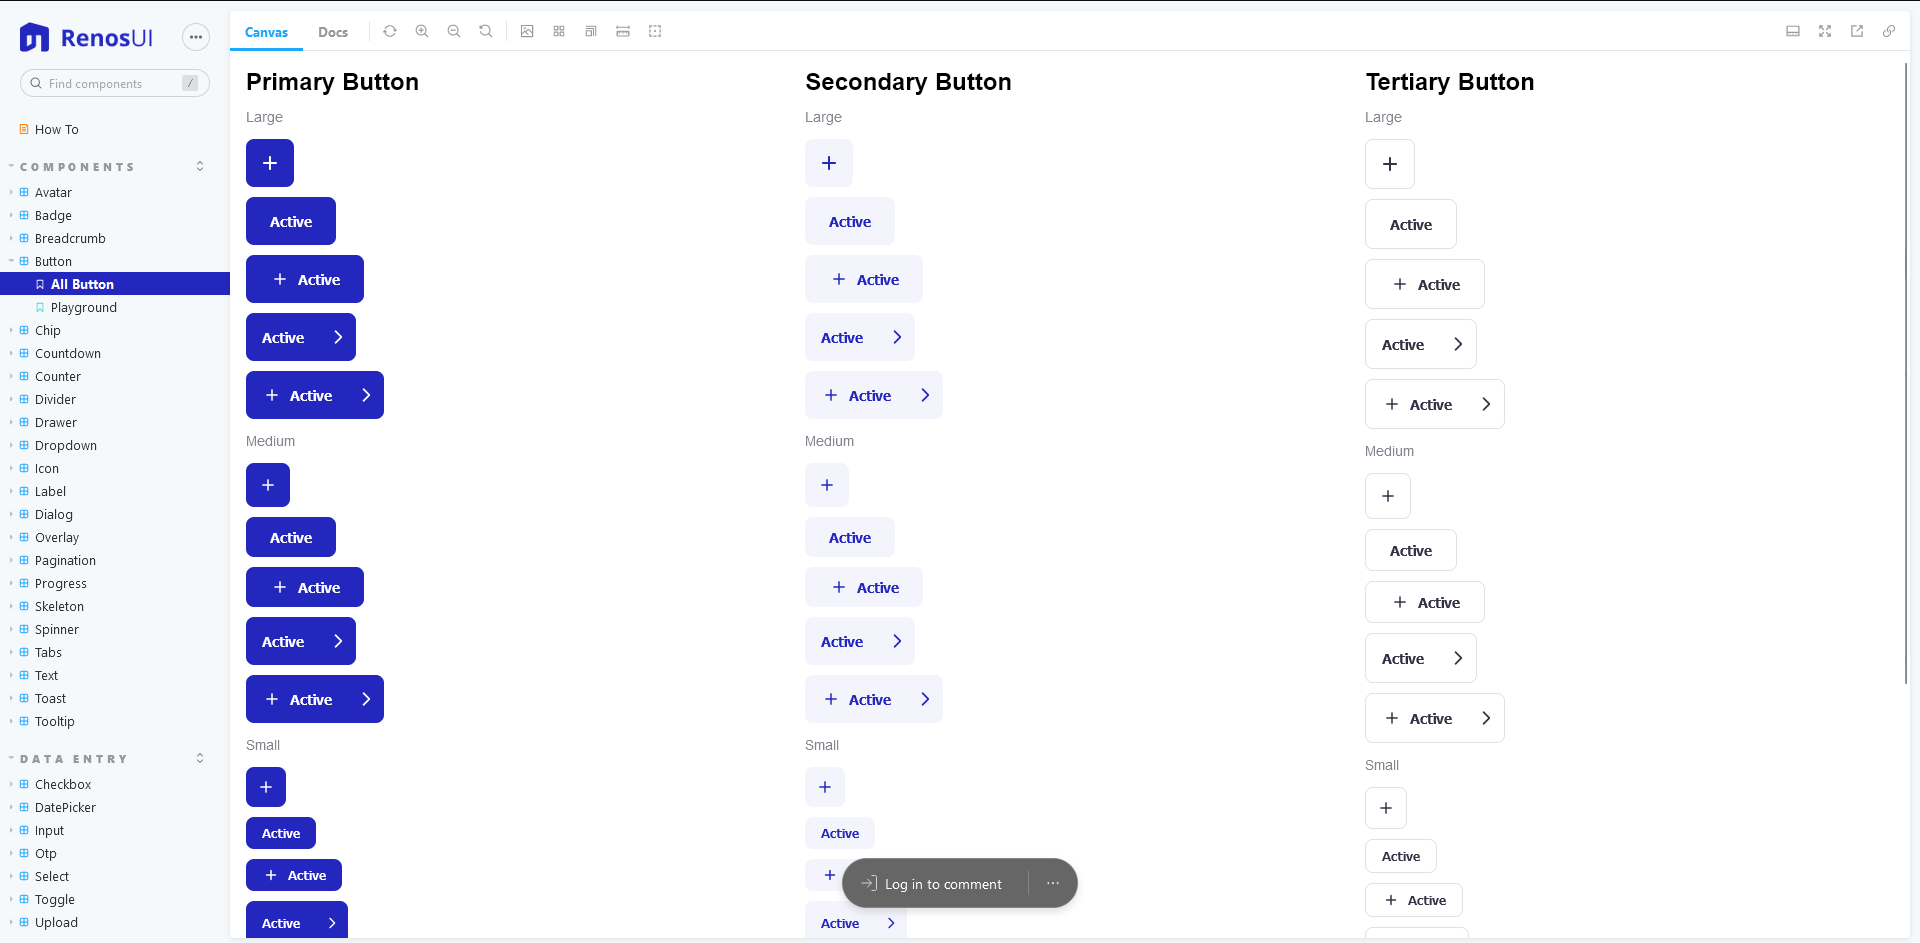 RenosUI
Find components
/
How To
COMPONENTS
Avatar
Badge
Breadcrumb
Button
All Button
Playground
Chip
Countdown
Counter
Divider
Drawer
Dropdown
Icon
Label
Dialog
Overlay
Pagination
Progress
Skeleton
Spinner
Tabs
Text
Toast
Tooltip
DATA ENTRY
Checkbox
DatePicker
Input
Otp
Select
Toggle
Upload
Canvas
Docs
Primary Button
Large
Active
Active
Active
Active
Medium
Active
Active
Active
Active
Small
Active
Active
Active
Secondary Button
Large
Active
Active
Active
Active
Medium
Active
Active
Active
Active
Small
Active
Active
Tertiary Button
Large
Active
Active
Active
Active
Medium
Active
Active
Active
Active
Small
Active
Active
Log in to comment